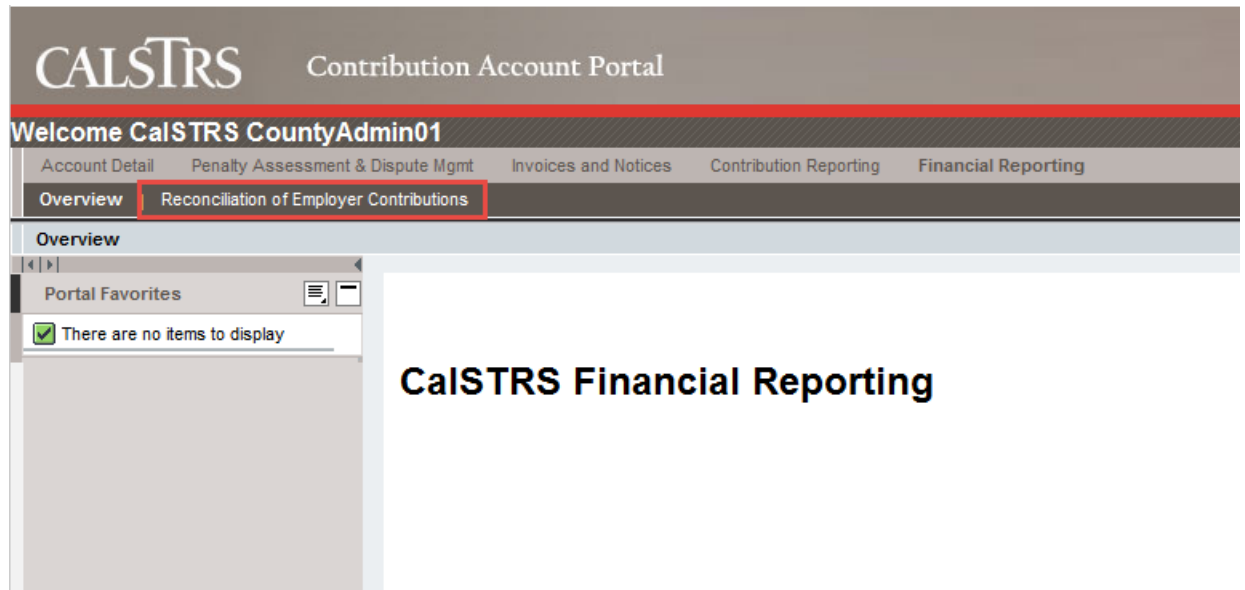 CALSTRS Contribution Account Portal
Welcome CalSTRS CountyAdmin01
Account Detail Penalty Assessment & Dispute Mgmt Invoices and Notices Contribution Reporting Financial Reporting
Overview | Reconciliation of Employer Contributions
Overview
Portal Favorites
There are no items to display
CalSTRS Financial Reporting